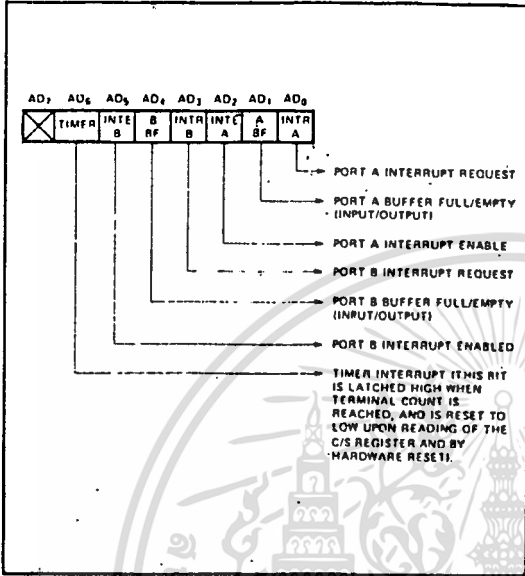 AD₇ AD₆ AD₅ AD₄ AD₃ AD₂ AD₁ AD₀
TIMER INTE B B BF INTR B INTE A A BF INTR A
PORT A INTERRUPT REQUEST
PORT A BUFFER FULL/EMPTY
(INPUT/OUTPUT)
PORT A INTERRUPT ENABLE
PORT B INTERRUPT REQUEST
PORT B BUFFER FULL/EMPTY
(INPUT/OUTPUT)
PORT B INTERRUPT ENABLED
TIMER INTERRUPT (THIS BIT
IS LATCHED HIGH WHEN
TERMINAL COUNT IS
REACHED, AND IS RESET TO
LOW UPON READING OF THE
C/S REGISTER AND BY
HARDWARE RESET).